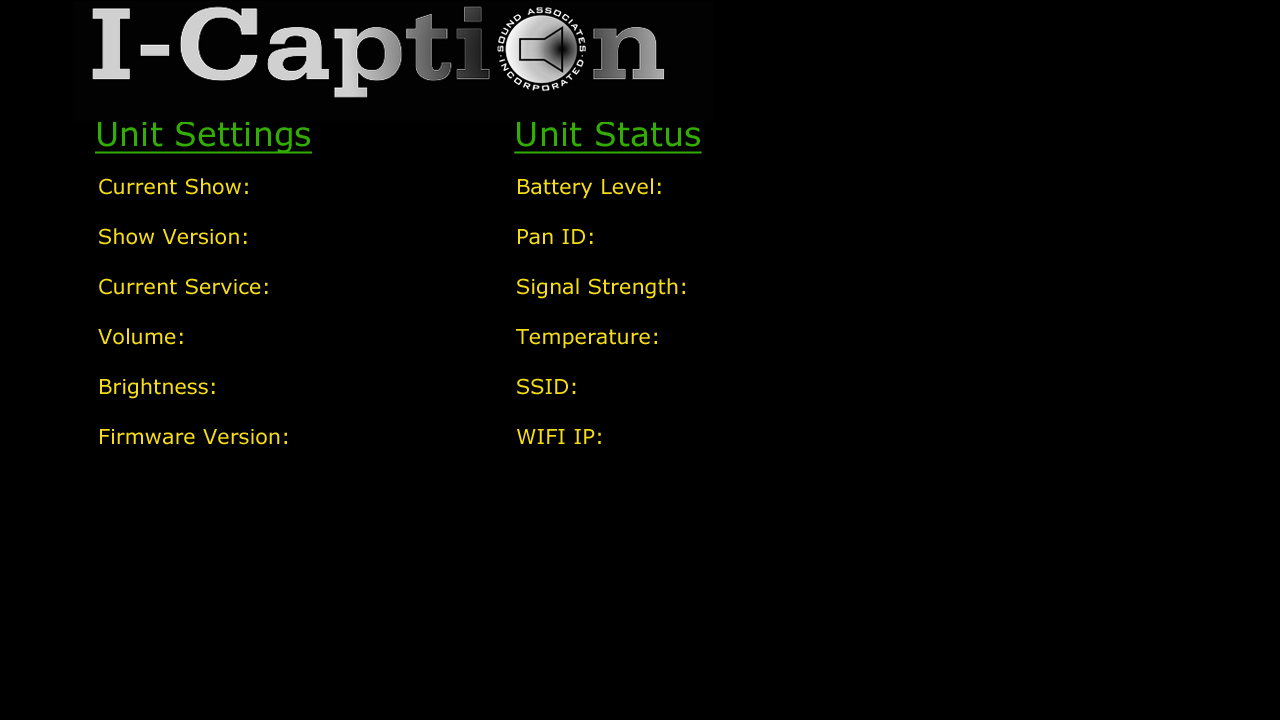 I-Caption
SOUND ASSOCIATES
INCORPORATED
Unit Settings
Current Show:
Show Version:
Current Service:
Volume:
Brightness:
Firmware Version:
Unit Status
Battery Level:
Pan ID:
Signal Strength:
Temperature:
SSID:
WIFI IP: